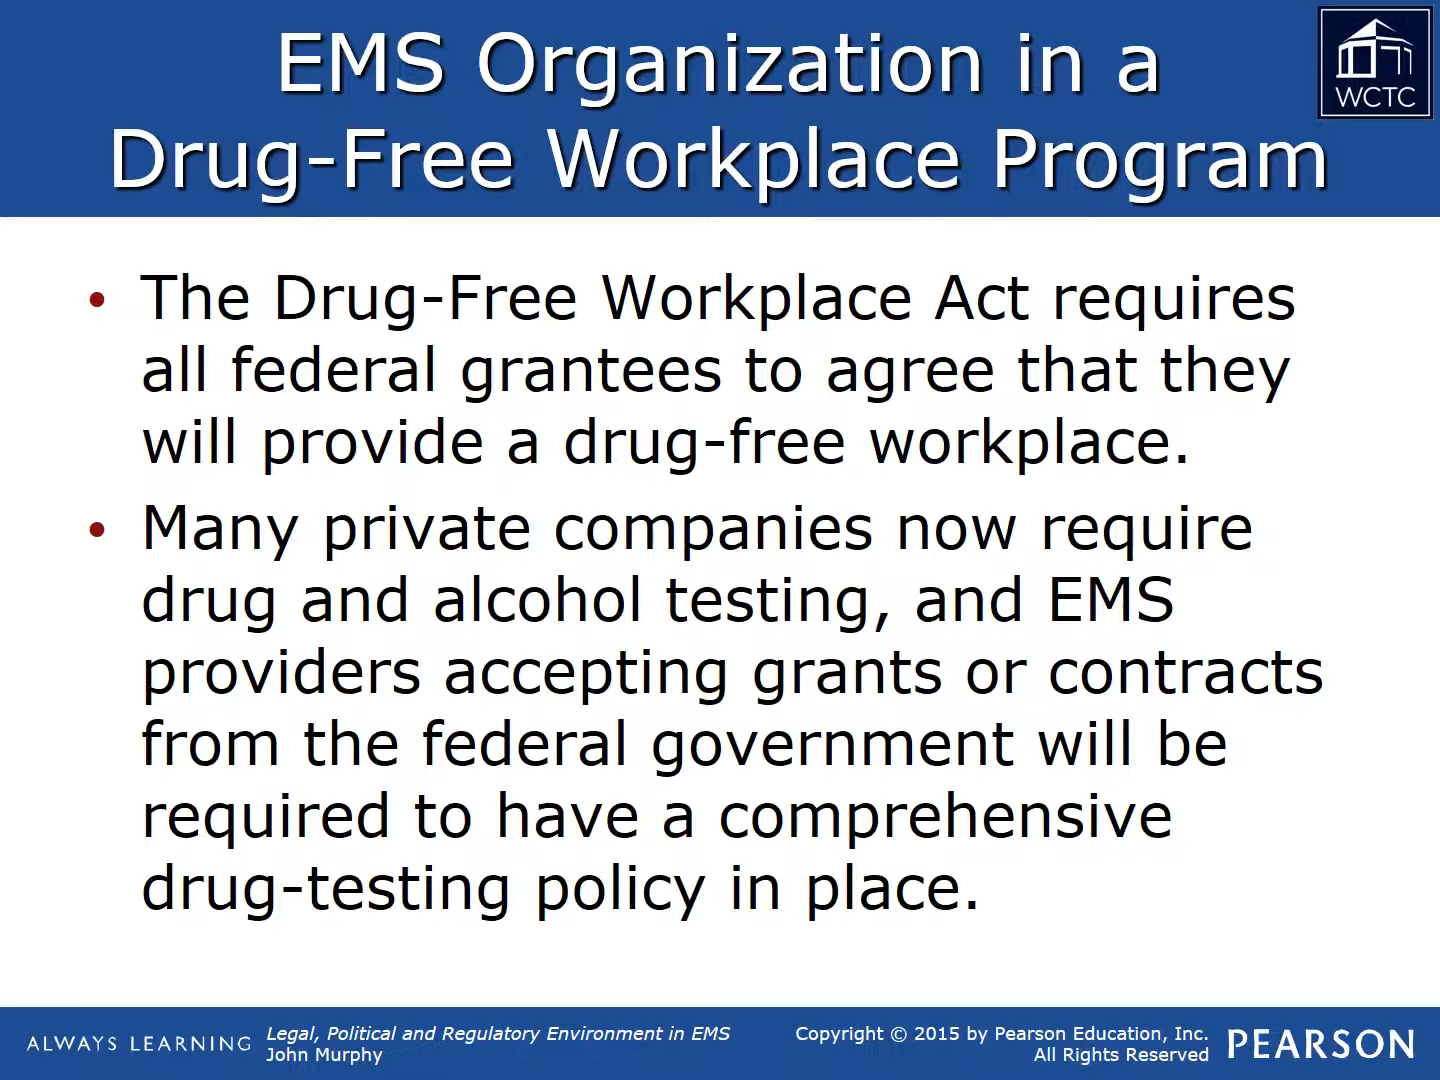 EMS Organization in a
Drug-Free Workplace Program
WCTC
• The Drug-Free Workplace Act requires
all federal grantees to agree that they
will provide a drug-free workplace.
• Many private companies now require
drug and alcohol testing, and EMS
providers accepting grants or contracts
from the federal government will be
required to have a comprehensive
drug-testing policy in place.
ALWAYS LEARNING
Legal, Political and Regulatory Environment in EMS
John Murphy
Copyright © 2015 by Pearson Education, Inc.
All Rights Reserved
PEARSON